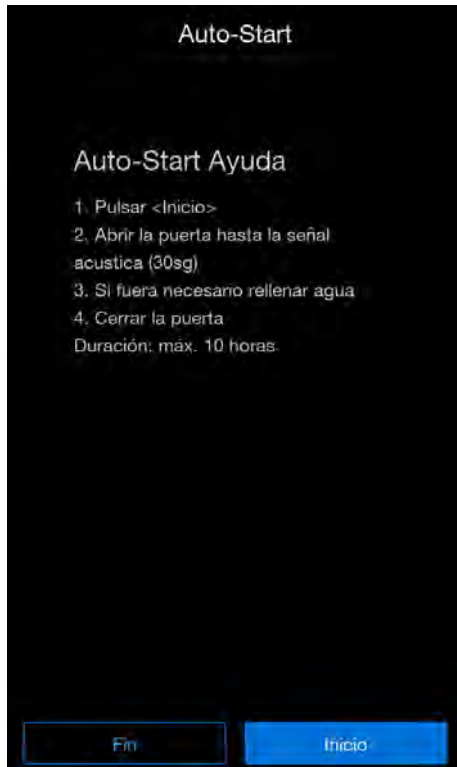 Auto-Start
Auto-Start Ayuda
1. Pulsar <Inicio>
2. Abrir la puerta hasta la señal
acustica (30sg)
3. Si fuera necesario rellenar agua
4. Cerrar la puerta
Duración: máx. 10 horas.
Fin
Inicio